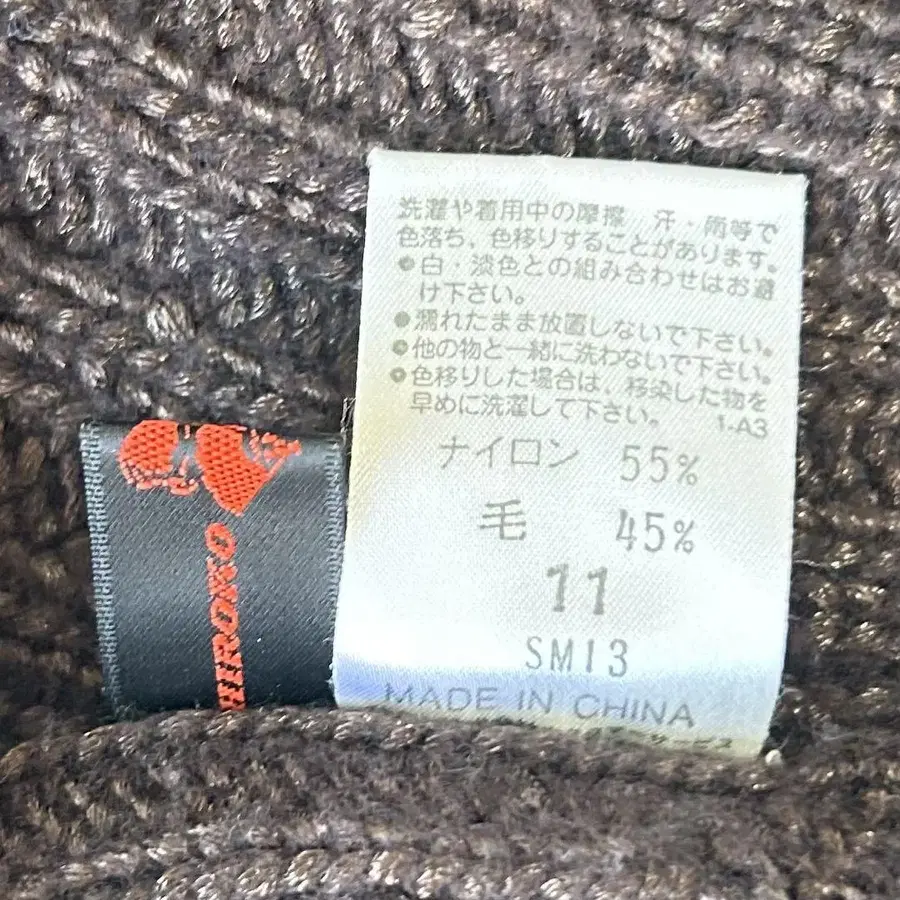 洗濯や着用中の摩擦 汗・雨等で
色落ち、色移りすることがあります。
●白・淡色との組み合わせはお避
け下さい。
●濡れたまま放置しないで下さい。
●他の物と一緒に洗わないで下さい。
●色移りした場合は、移染した物を
早めに洗濯して下さい。 1-A3
ナイロン 55%
毛 45%
11
SM13
MADE IN CHINA
HIROKO